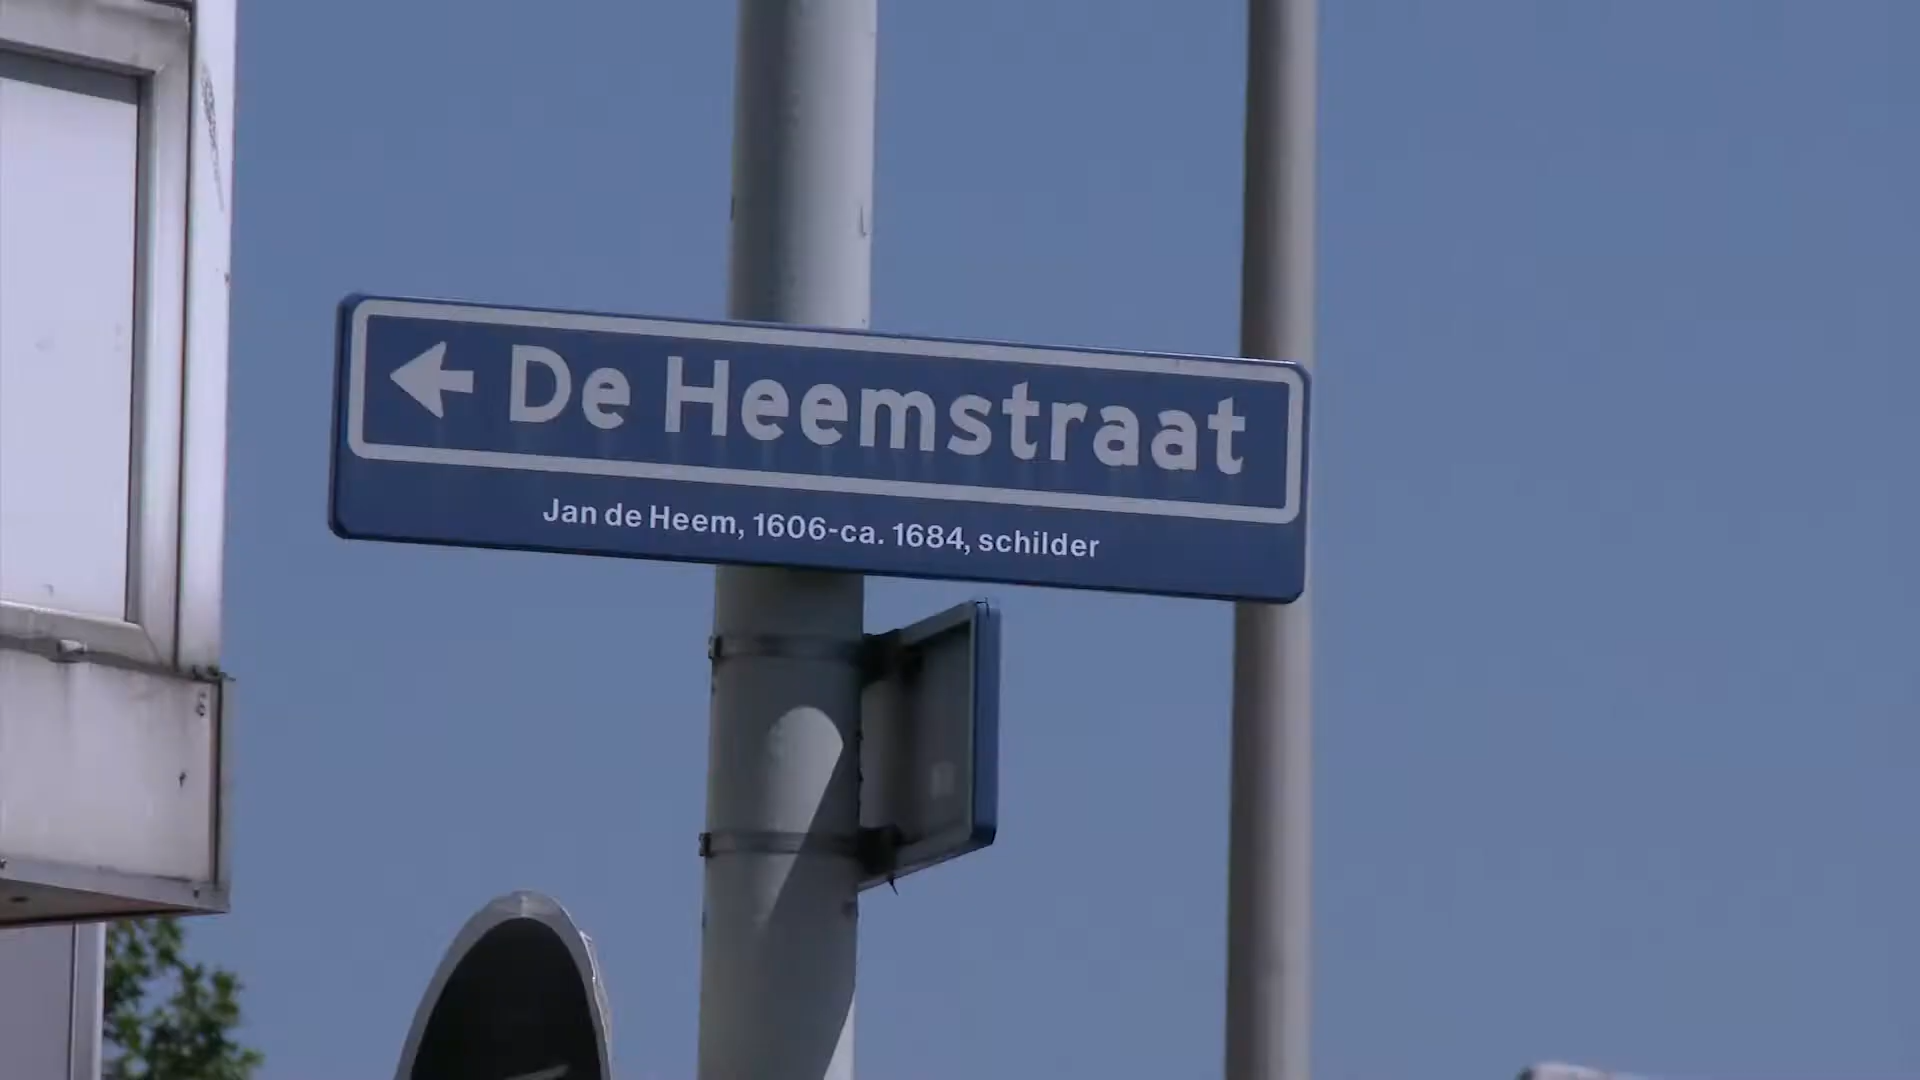 De Heemstraat
Jan de Heem, 1606-ca. 1684, schilder